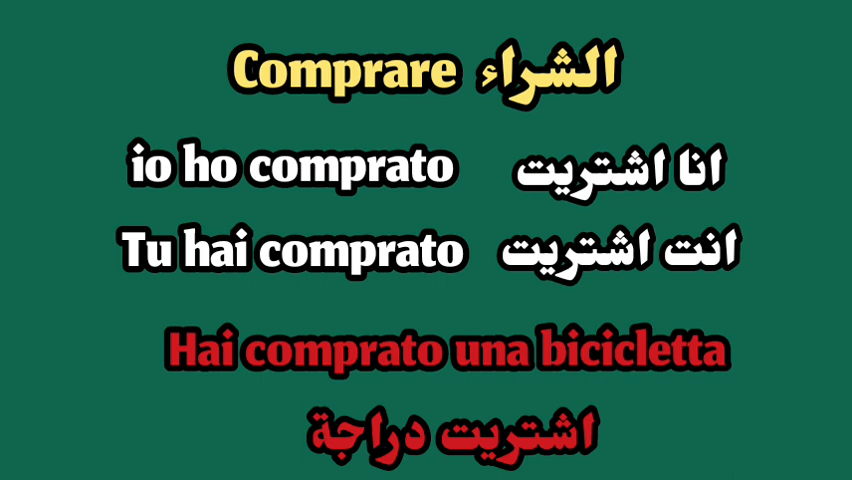 Comprare الشراء
io ho comprato انا اشتريت
Tu hai comprato انت اشتريت
Hai comprato una bicicletta
اشتريت دراجة